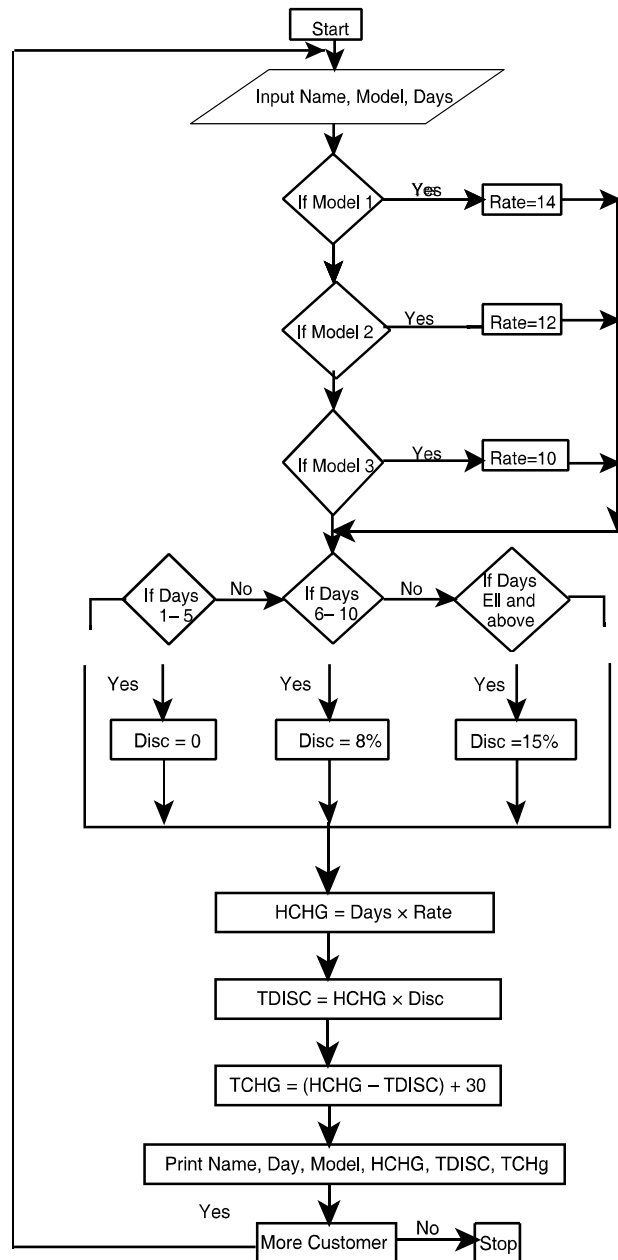 Start
Input Name, Model, Days
If Model 1
Yes
Rate=14
If Model 2
Yes
Rate=12
If Model 3
Yes
Rate=10
If Days
1– 5
No
If Days
6– 10
No
If Days
Ell and
above
Yes
Yes
Yes
Disc = 0
Disc = 8%
Disc =15%
HCHG = Days × Rate
TDISC = HCHG × Disc
TCHG = (HCHG – TDISC) + 30
Print Name, Day, Model, HCHG, TDISC, TCHg
Yes
More Customer
No
Stop